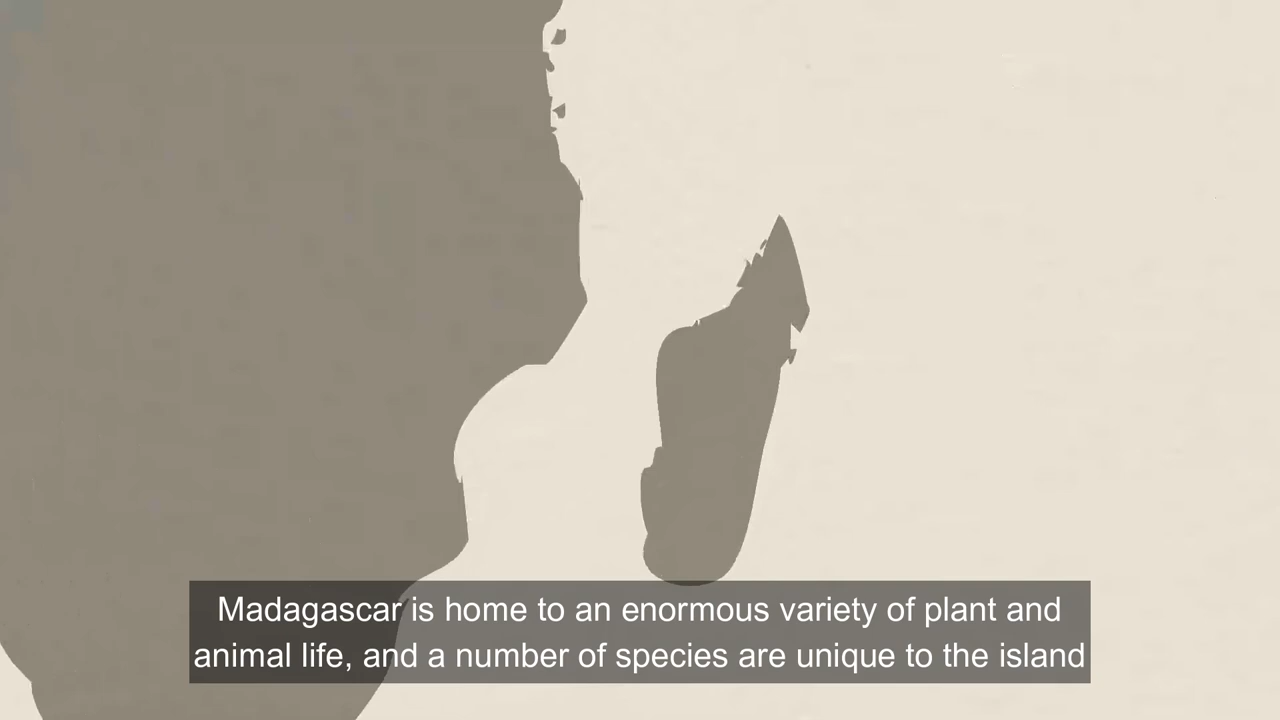 Madagascar is home to an enormous variety of plant and
animal life, and a number of species are unique to the island